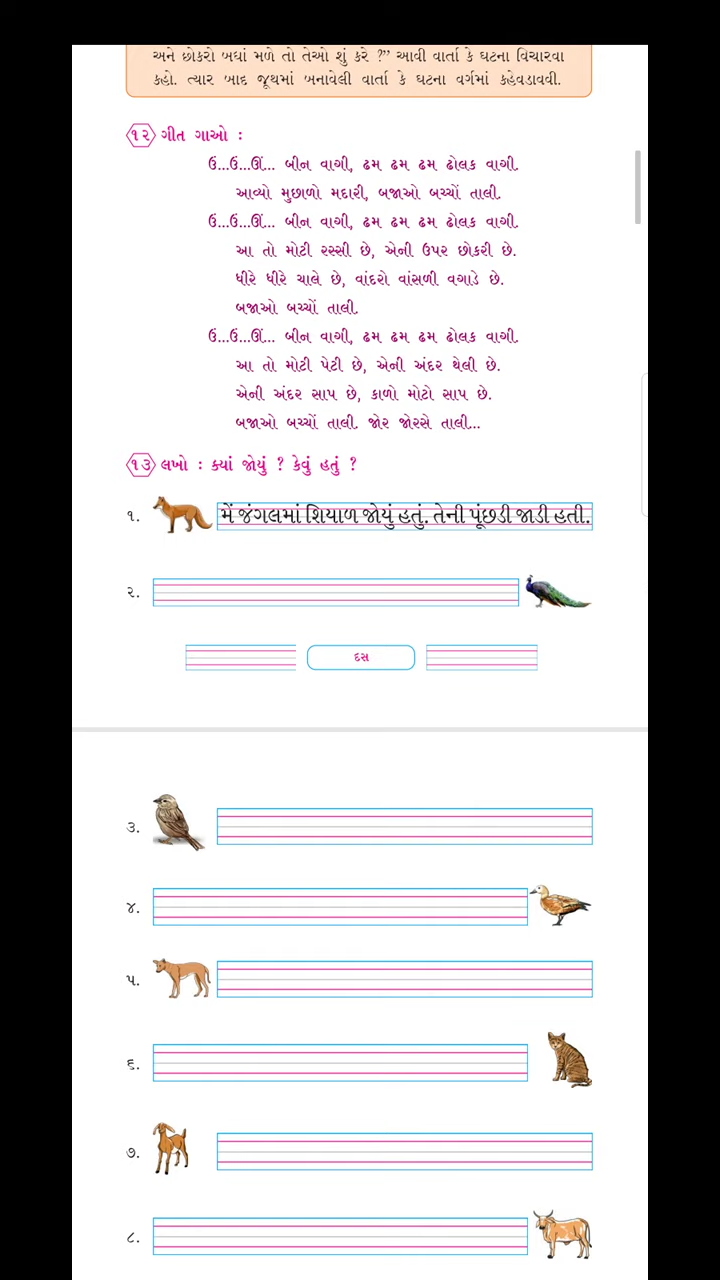 અને છોકરો બધાં મળે તો તેઓ શું કરે ?" આવી વાર્તા કે ઘટના વિચારવા
કહો. ત્યાર બાદ જૂથમાં બનાવેલી વાર્તા કે ઘટના વર્ગમાં કહેવડાવવી.
૧૨ ગીત ગાઓ :
ઉ...ઉ...ઊં... બીન વાગી, ઢમ ઢમ ઢમ ઢોલક વાગી.
આવ્યો મુછાળો મદારી, બજાઓ બચ્ચોં તાલી.
ઉ...ઉ...ઊં... બીન વાગી, ઢમ ઢમ ઢમ ઢોલક વાગી.
આ તો મોટી રસ્સી છે, એની ઉપર છોકરી છે.
ધીરે ધીરે ચાલે છે, વાંદરો વાંસળી વગાડે છે.
બજાઓ બચ્ચોં તાલી.
ઉ...ઉ...ઊં... બીન વાગી, ઢમ ઢમ ઢમ ઢોલક વાગી.
આ તો મોટી પેટી છે, એની અંદર થેલી છે.
એની અંદર સાપ છે, કાળો મોટો સાપ છે.
બજાઓ બચ્ચોં તાલી. જોર જોરસે તાલી...
૧૩ લખો : ક્યાં જોયું ? કેવું હતું ?
૧. મેં જંગલમાં શિયાળ જોયું હતું. તેની પૂંછડી જાડી હતી.
૨.
દસ
૩.
૪.
૫.
૬.
૭.
૮.